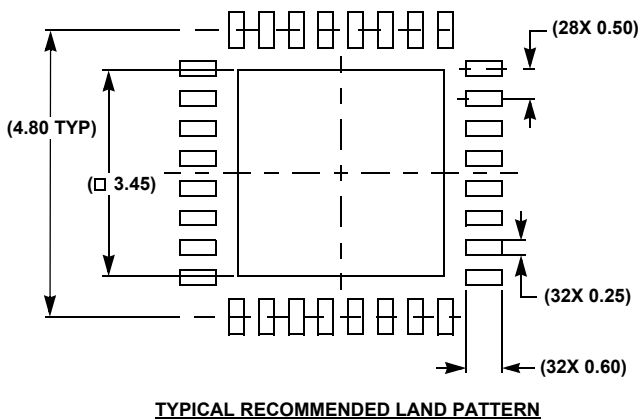 (28X 0.50)
(4.80 TYP)
(□ 3.45)
(32X 0.25)
(32X 0.60)
TYPICAL RECOMMENDED LAND PATTERN